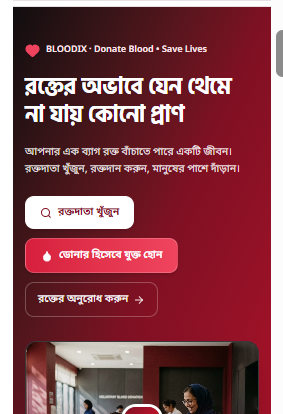 BLOODIX · Donate Blood • Save Lives
রক্তের অভাবে যেন থেমে
না যায় কোনো প্রাণ
আপনার এক ব্যাগ রক্ত বাঁচাতে পারে একটি জীবন।
রক্তদাতা খুঁজুন, রক্তদান করুন, মানুষের পাশে দাঁড়ান।
রক্তদাতা খুঁজুন
ডোনার হিসেবে যুক্ত হোন
রক্তের অনুরোধ করুন →